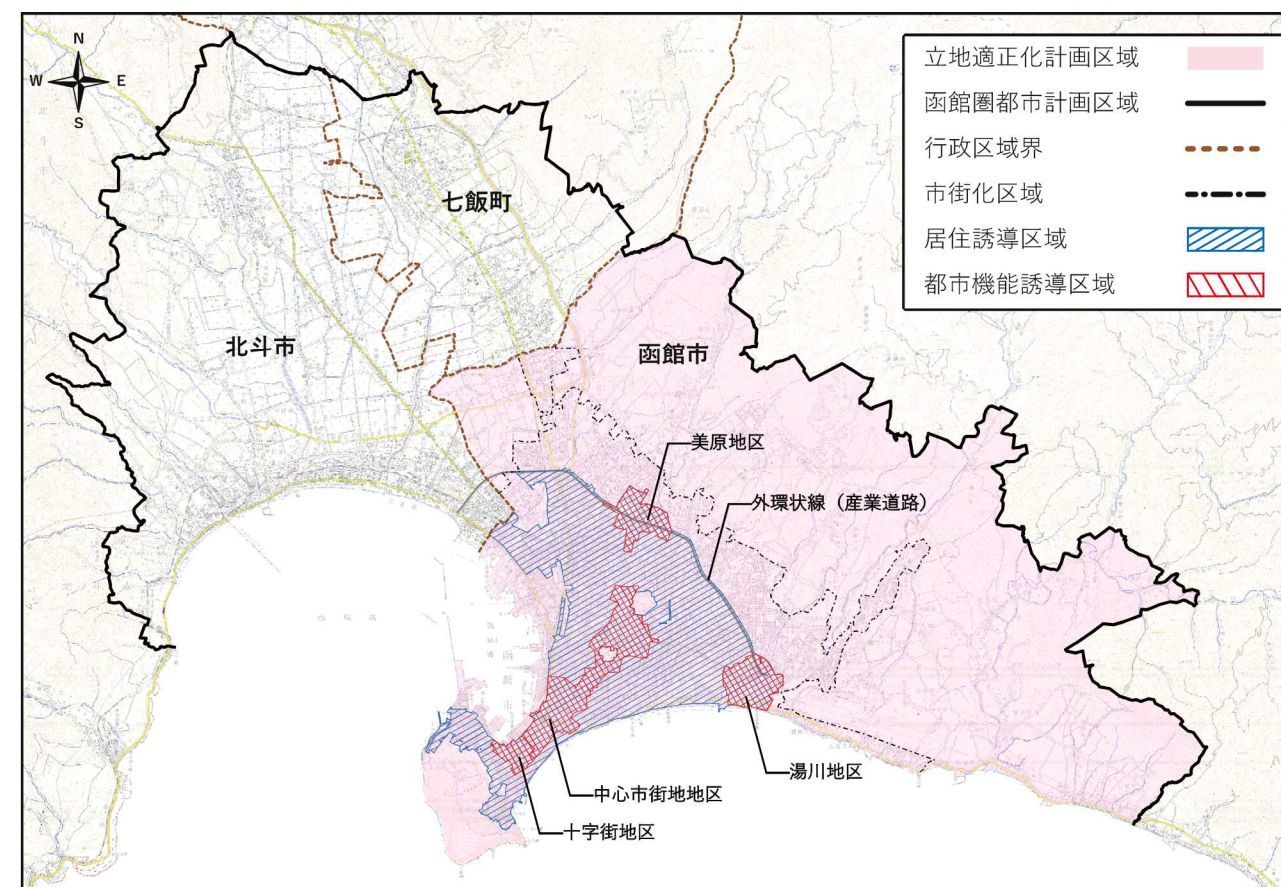 N
W
E
S
立地適正化計画区域
函館圏都市計画区域
行政区域界
市街化区域
居住誘導区域
都市機能誘導区域
七飯町
北斗市
函館市
美原地区
外環状線（産業道路）
湯川地区
中心市街地地区
十字街地区